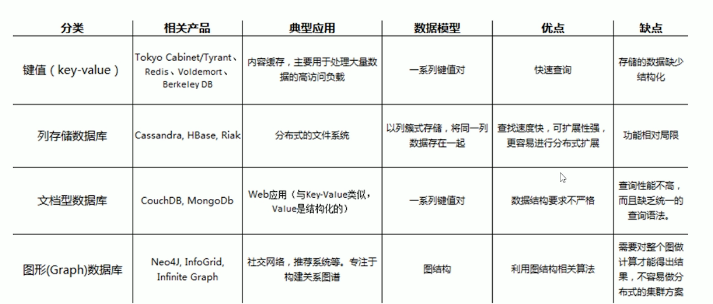 分类 相关产品 典型应用 数据模型 优点 缺点
键值（key-value） Tokyo Cabinet/Tyrant、Redis、Voldemort、Berkeley DB 内容缓存，主要用于处理大量数据的高访问负载 一系列键值对 快速查询 存储的数据缺少结构化
列存储数据库 Cassandra, HBase, Riak 分布式的文件系统 以列簇式存储，将同一列数据存在一起 查找速度快，可扩展性强，更容易进行分布式扩展 功能相对局限
文档型数据库 CouchDB, MongoDb Web应用（与Key-Value类似，Value是结构化的） 一系列键值对 数据结构要求不严格 查询性能不高，而且缺乏统一的查询语法。
图形(Graph)数据库 Neo4J, InfoGrid, Infinite Graph 社交网络，推荐系统等。专注于构建关系图谱 图结构 利用图结构相关算法 需要对整个图做计算才能得出结果，不容易做分布式的集群方案